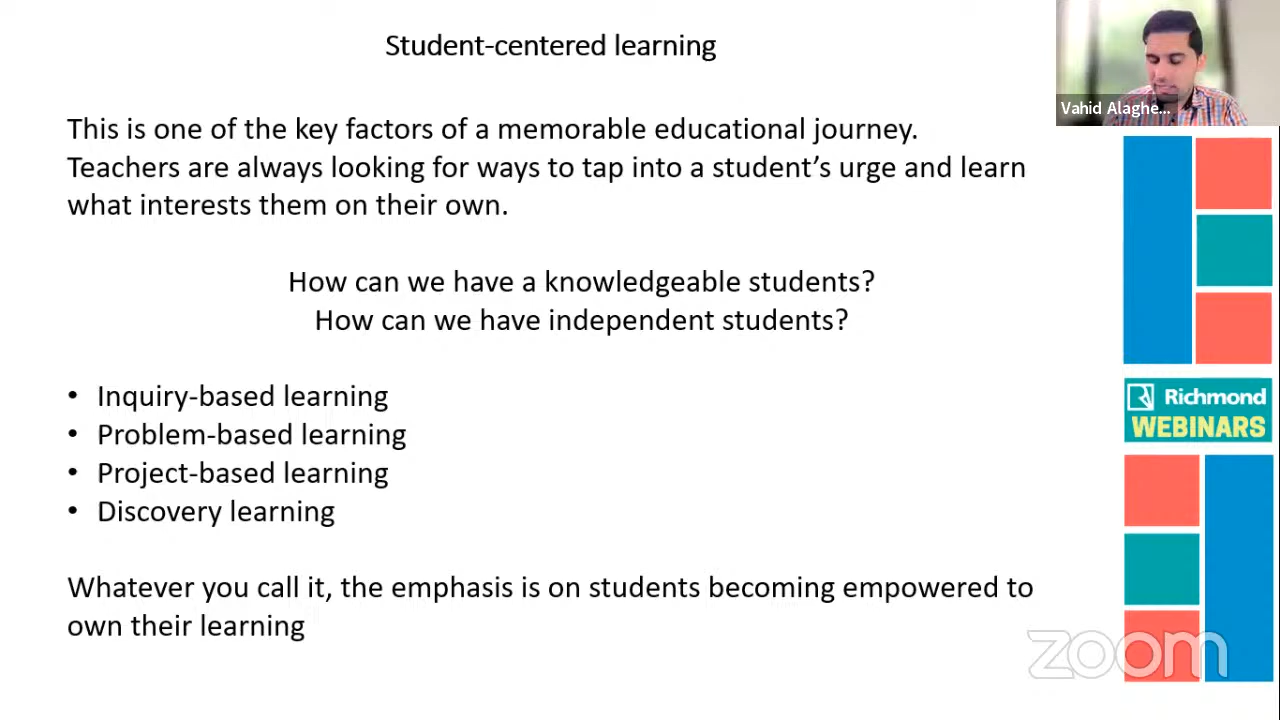 Student-centered learning
Vahid Alaghe...
This is one of the key factors of a memorable educational journey.
Teachers are always looking for ways to tap into a student’s urge and learn
what interests them on their own.
How can we have a knowledgeable students?
How can we have independent students?
• Inquiry-based learning
• Problem-based learning
• Project-based learning
• Discovery learning
Richmond
WEBINARS
Whatever you call it, the emphasis is on students becoming empowered to
own their learning
zoom